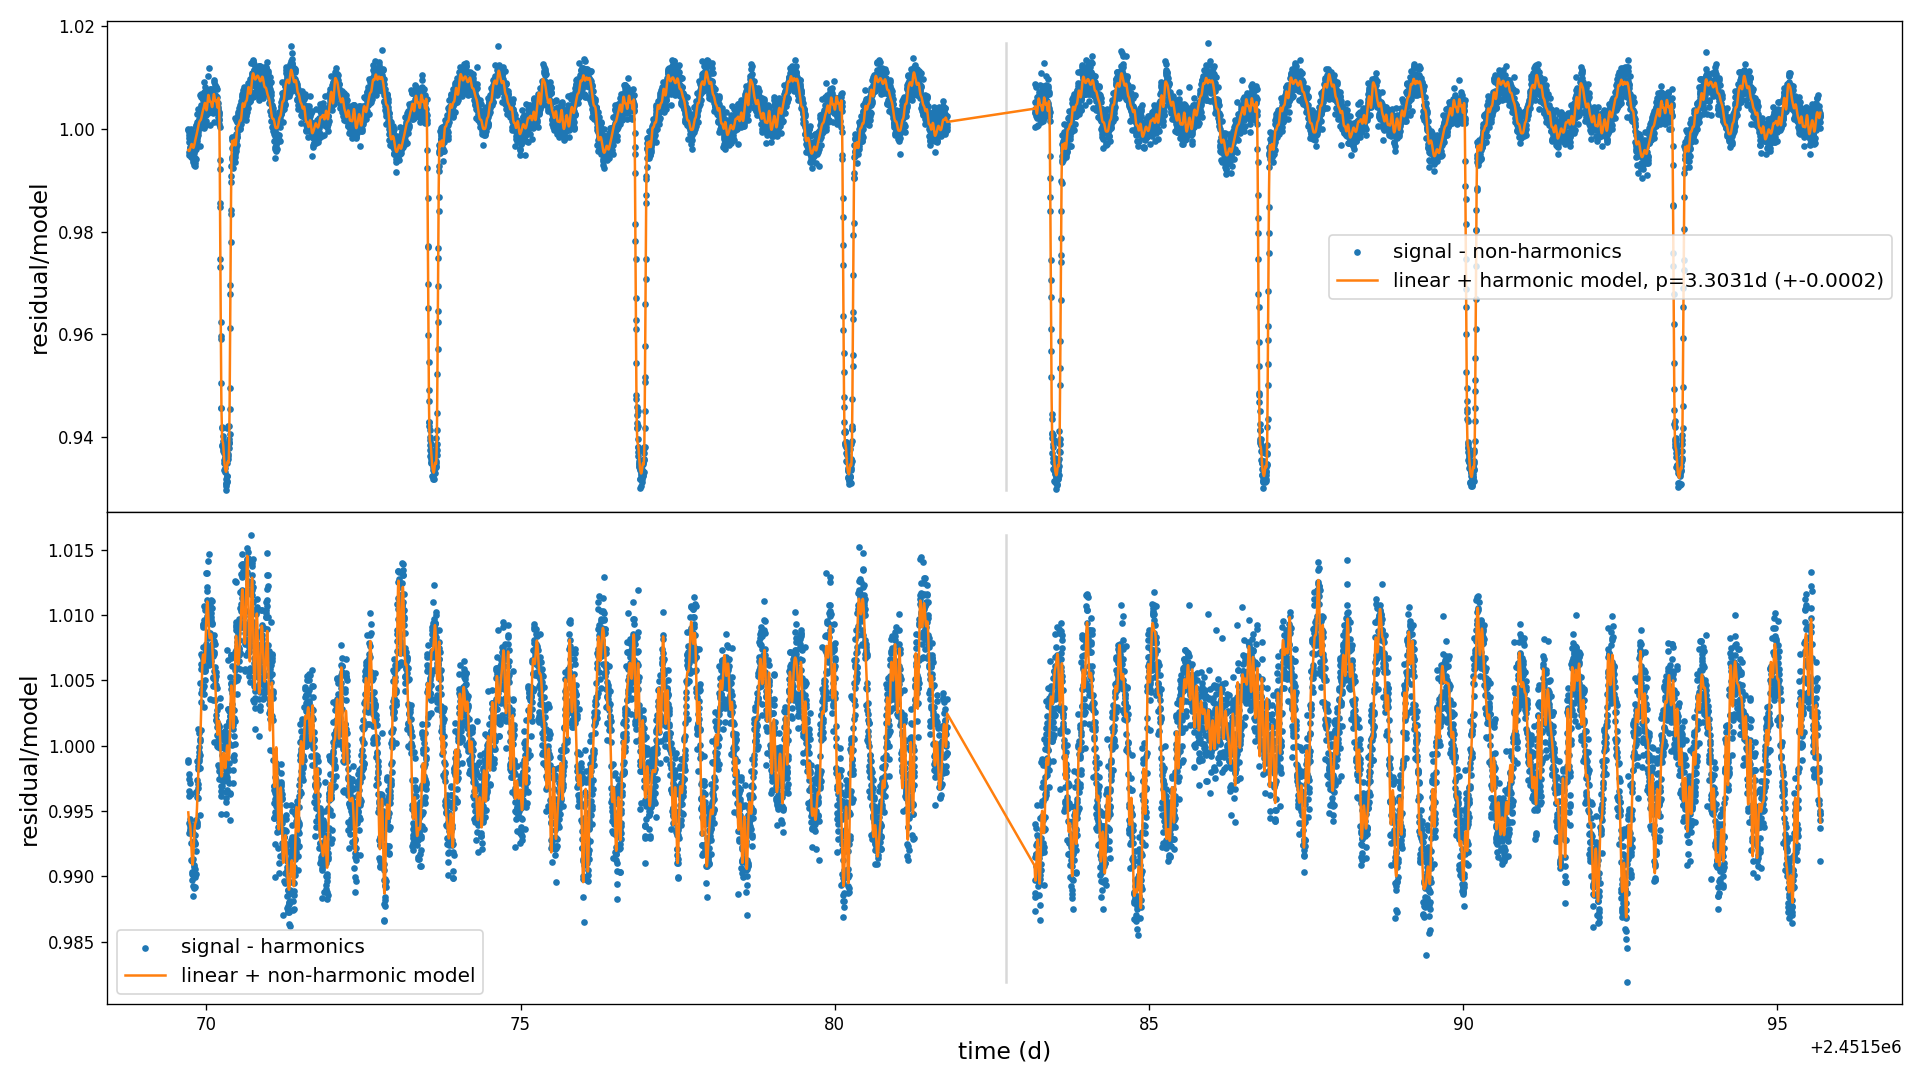 1.02
1.00
0.98
0.96
0.94
residual/model
signal - non-harmonics
linear + harmonic model, p=3.3031d (+-0.0002)
1.015
1.010
1.005
1.000
0.995
0.990
0.985
residual/model
signal - harmonics
linear + non-harmonic model
70 75 80 85 90 95
time (d)
+2.4515e6